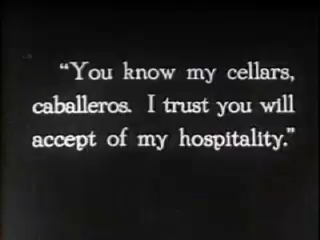 “You know my cellars,
caballeros. I trust you will
accept of my hospitality.”